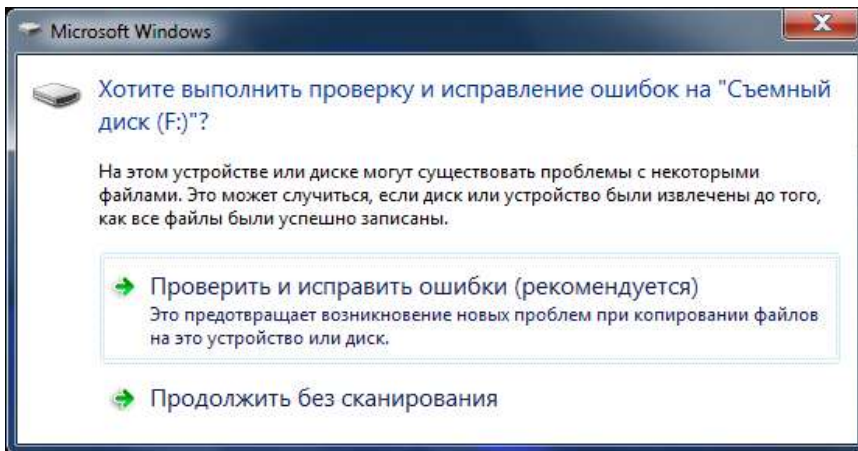 Microsoft Windows
Хотите выполнить проверку и исправление ошибок на "Съемный
диск (F:)"?
На этом устройстве или диске могут существовать проблемы с некоторыми
файлами. Это может случиться, если диск или устройство были извлечены до того,
как все файлы были успешно записаны.
Проверить и исправить ошибки (рекомендуется)
Это предотвращает возникновение новых проблем при копировании файлов
на это устройство или диск.
Продолжить без сканирования